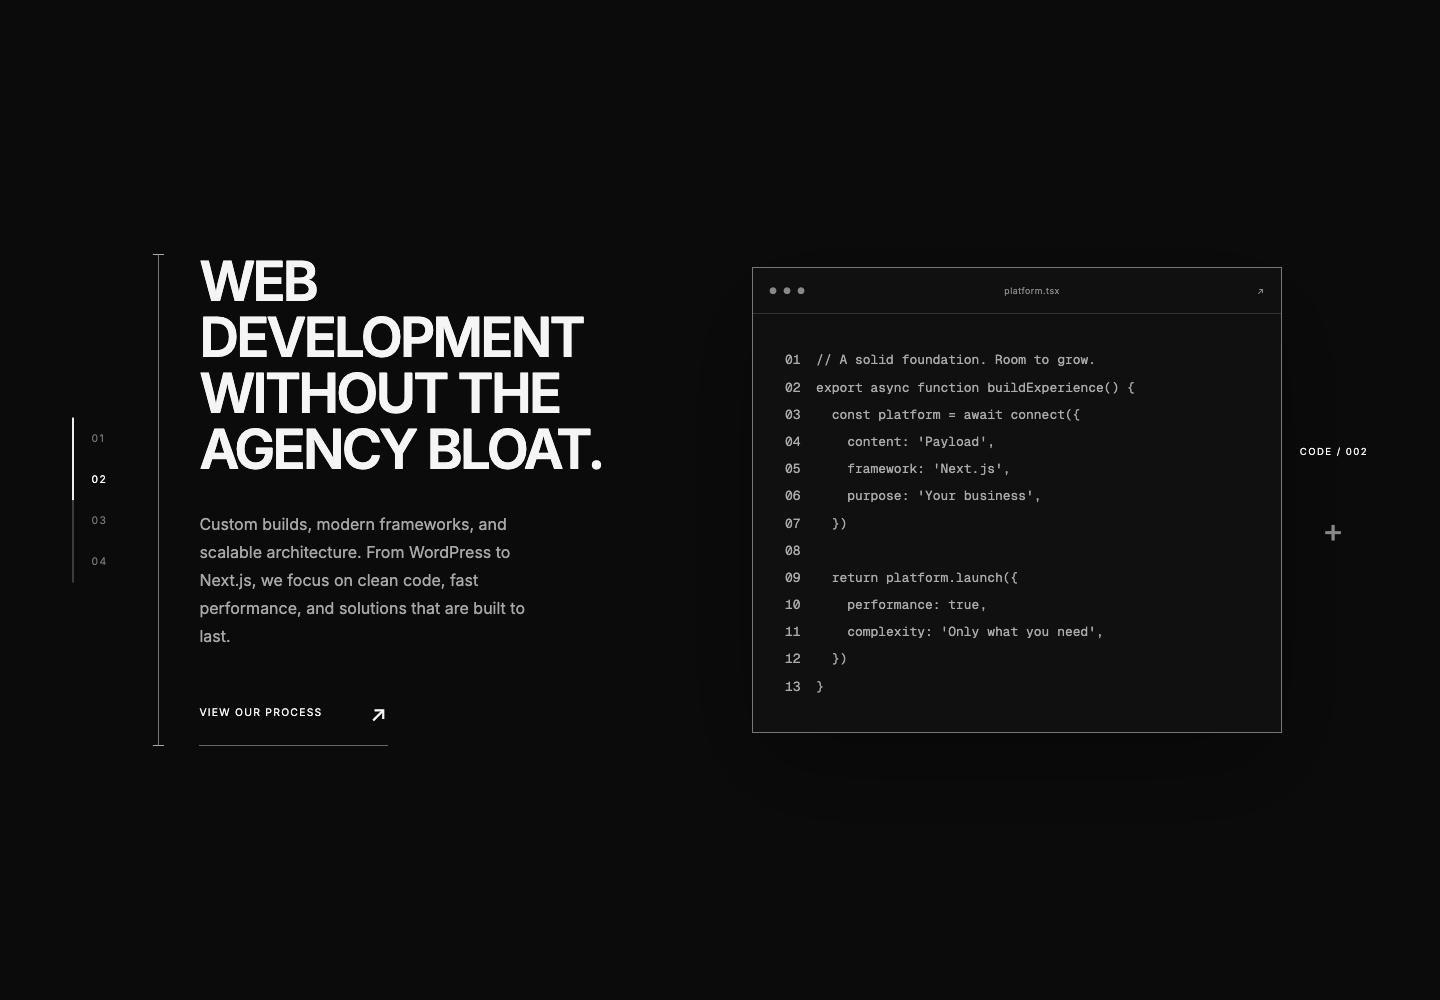 WEB
DEVELOPMENT
WITHOUT THE
AGENCY BLOAT.
01
02
03
04
Custom builds, modern frameworks, and
scalable architecture. From WordPress to
Next.js, we focus on clean code, fast
performance, and solutions that are built to
last.
VIEW OUR PROCESS
platform.tsx
01 // A solid foundation. Room to grow.
02 export async function buildExperience() {
03   const platform = await connect({
04     content: 'Payload',
05     framework: 'Next.js',
06     purpose: 'Your business',
07   })
08
09   return platform.launch({
10     performance: true,
11     complexity: 'Only what you need',
12   })
13 }
CODE / 002